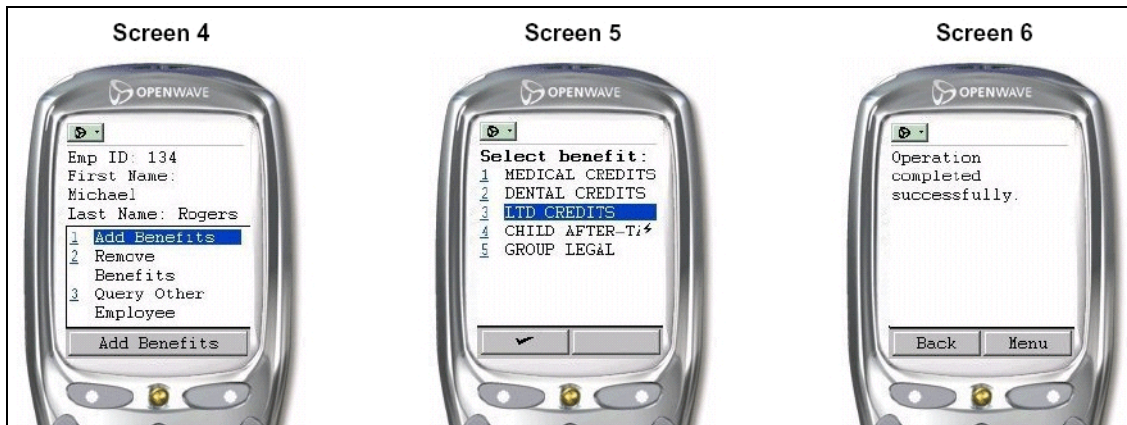 Screen 4
OPENWAVE
Emp ID: 134
First Name:
Michael
Last Name: Rogers
1 Add Benefits
2 Remove
Benefits
3 Query Other
Employee
Add Benefits
Screen 5
OPENWAVE
Select benefit:
1 MEDICAL CREDITS
2 DENTAL CREDITS
3 LTD CREDITS
4 CHILD AFTER-TA
5 GROUP LEGAL
Screen 6
OPENWAVE
Operation
completed
successfully.
Back Menu